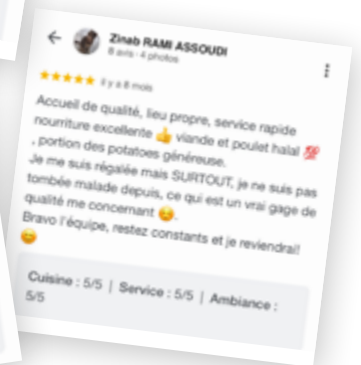 Zinab RAMI ASSOUDI
8 avis · 4 photos
il y a 8 mois
Accueil de qualité, lieu propre, service rapide
nourriture excellente 👍 viande et poulet halal 💯
, portion des potatoes généreuse.
Je me suis régalée mais SURTOUT, je ne suis pas
tombée malade depuis, ce qui est un vrai gage de
qualité me concernant ☺️.
Bravo l'équipe, restez constants et je reviendrai!
😊
Cuisine : 5/5 | Service : 5/5 | Ambiance :
5/5